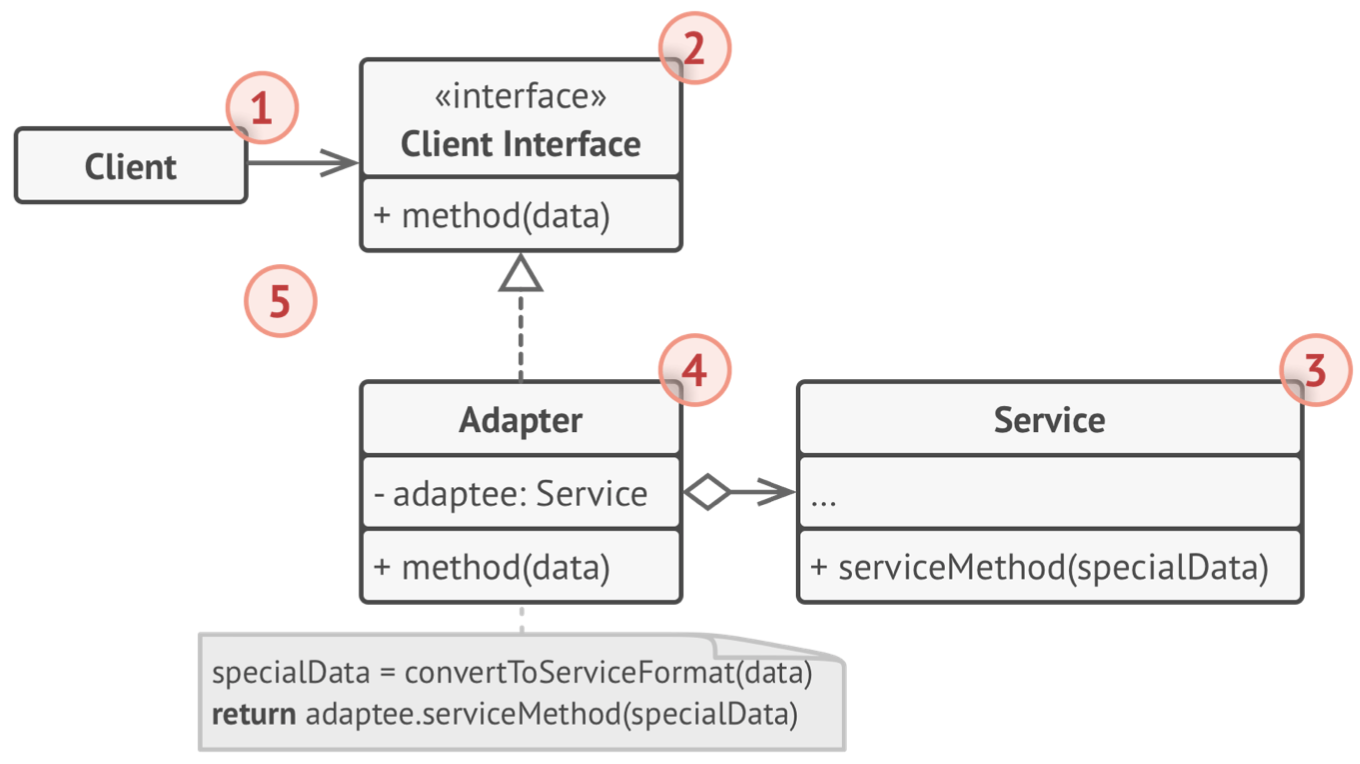 1
Client
2
«interface»
Client Interface
+ method(data)
5
4
Adapter
- adaptee: Service
+ method(data)
3
Service
...
+ serviceMethod(specialData)
specialData = convertToServiceFormat(data)
return adaptee.serviceMethod(specialData)